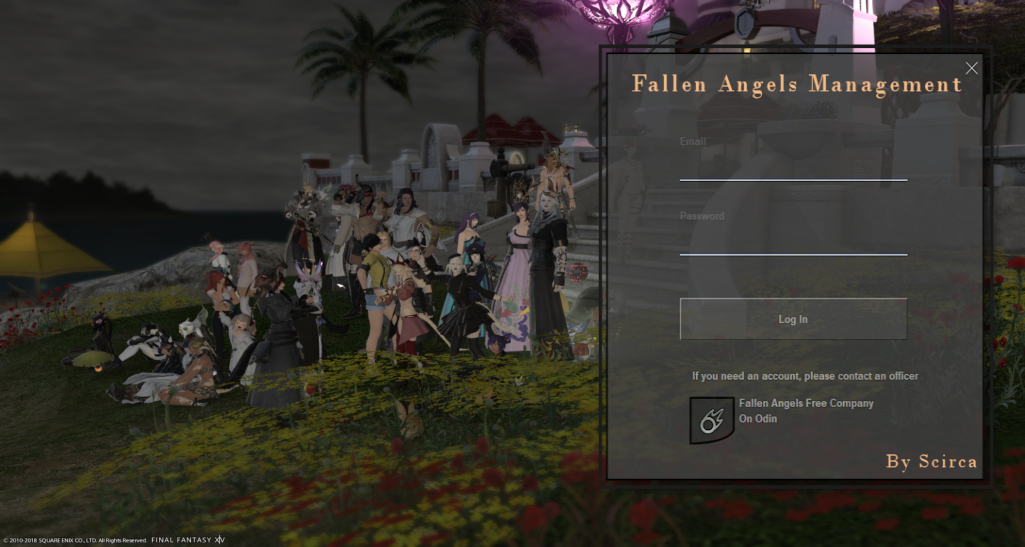 Fallen Angels Management
Email
Password
Log In
If you need an account, please contact an officer
Fallen Angels Free Company
On Odin
By Scirca
© 2010-2018 SQUARE ENIX CO., LTD. All Rights Reserved. FINAL FANTASY XIV